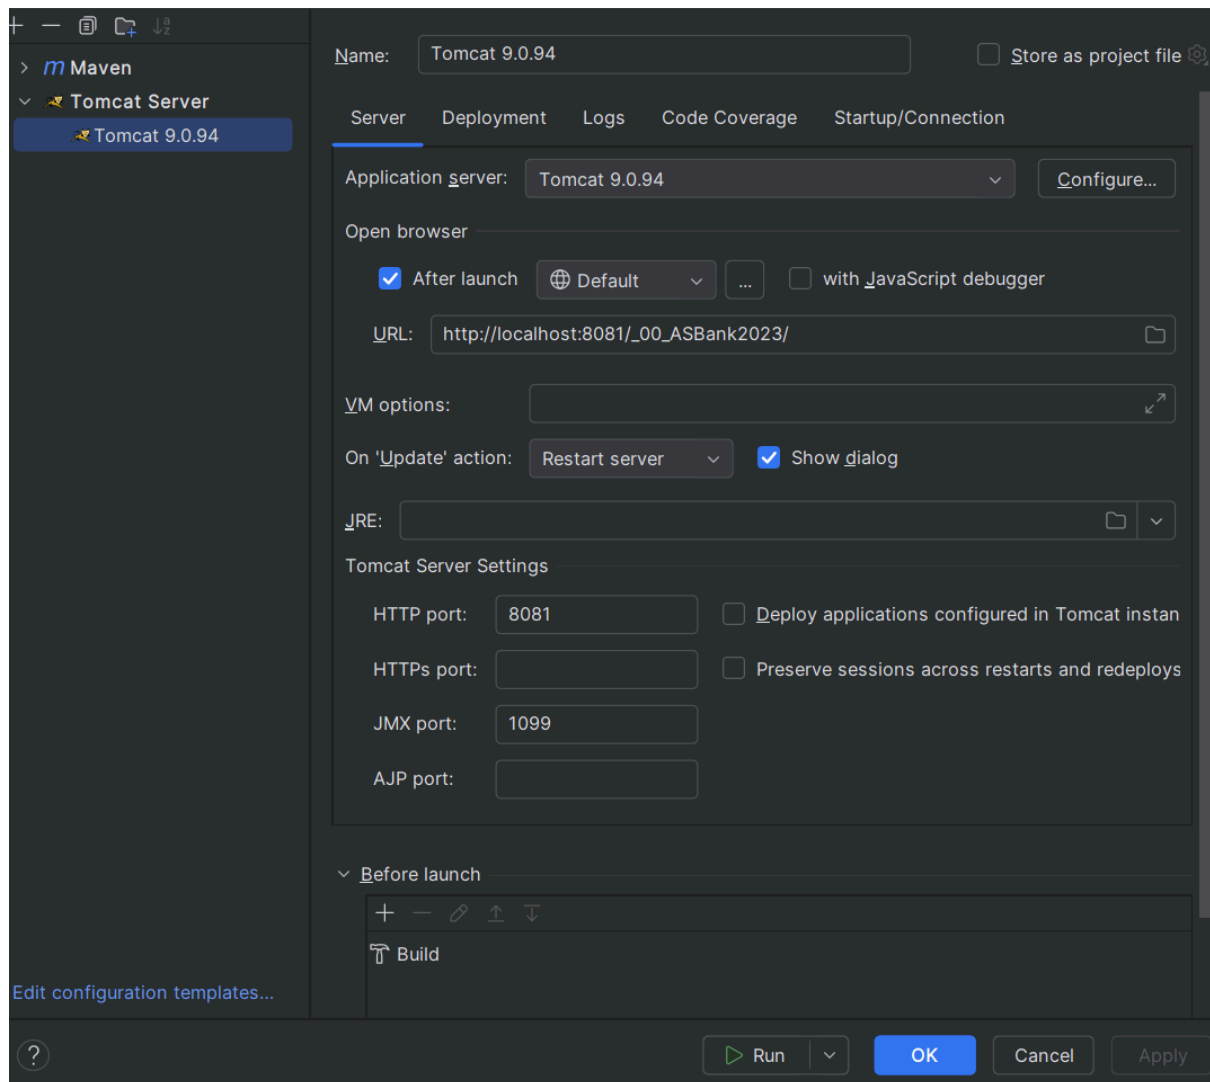 Maven
Tomcat Server
Tomcat 9.0.94
Edit configuration templates...
Name: Tomcat 9.0.94 Store as project file
Server Deployment Logs Code Coverage Startup/Connection
Application server: Tomcat 9.0.94 Configure...
Open browser
After launch Default ... with JavaScript debugger
URL: http://localhost:8081/_00_ASBank2023/
VM options:
On 'Update' action: Restart server Show dialog
JRE:
Tomcat Server Settings
HTTP port: 8081 Deploy applications configured in Tomcat instan
HTTPs port: Preserve sessions across restarts and redeploys
JMX port: 1099
AJP port:
Before launch
Build
? Run OK Cancel Apply